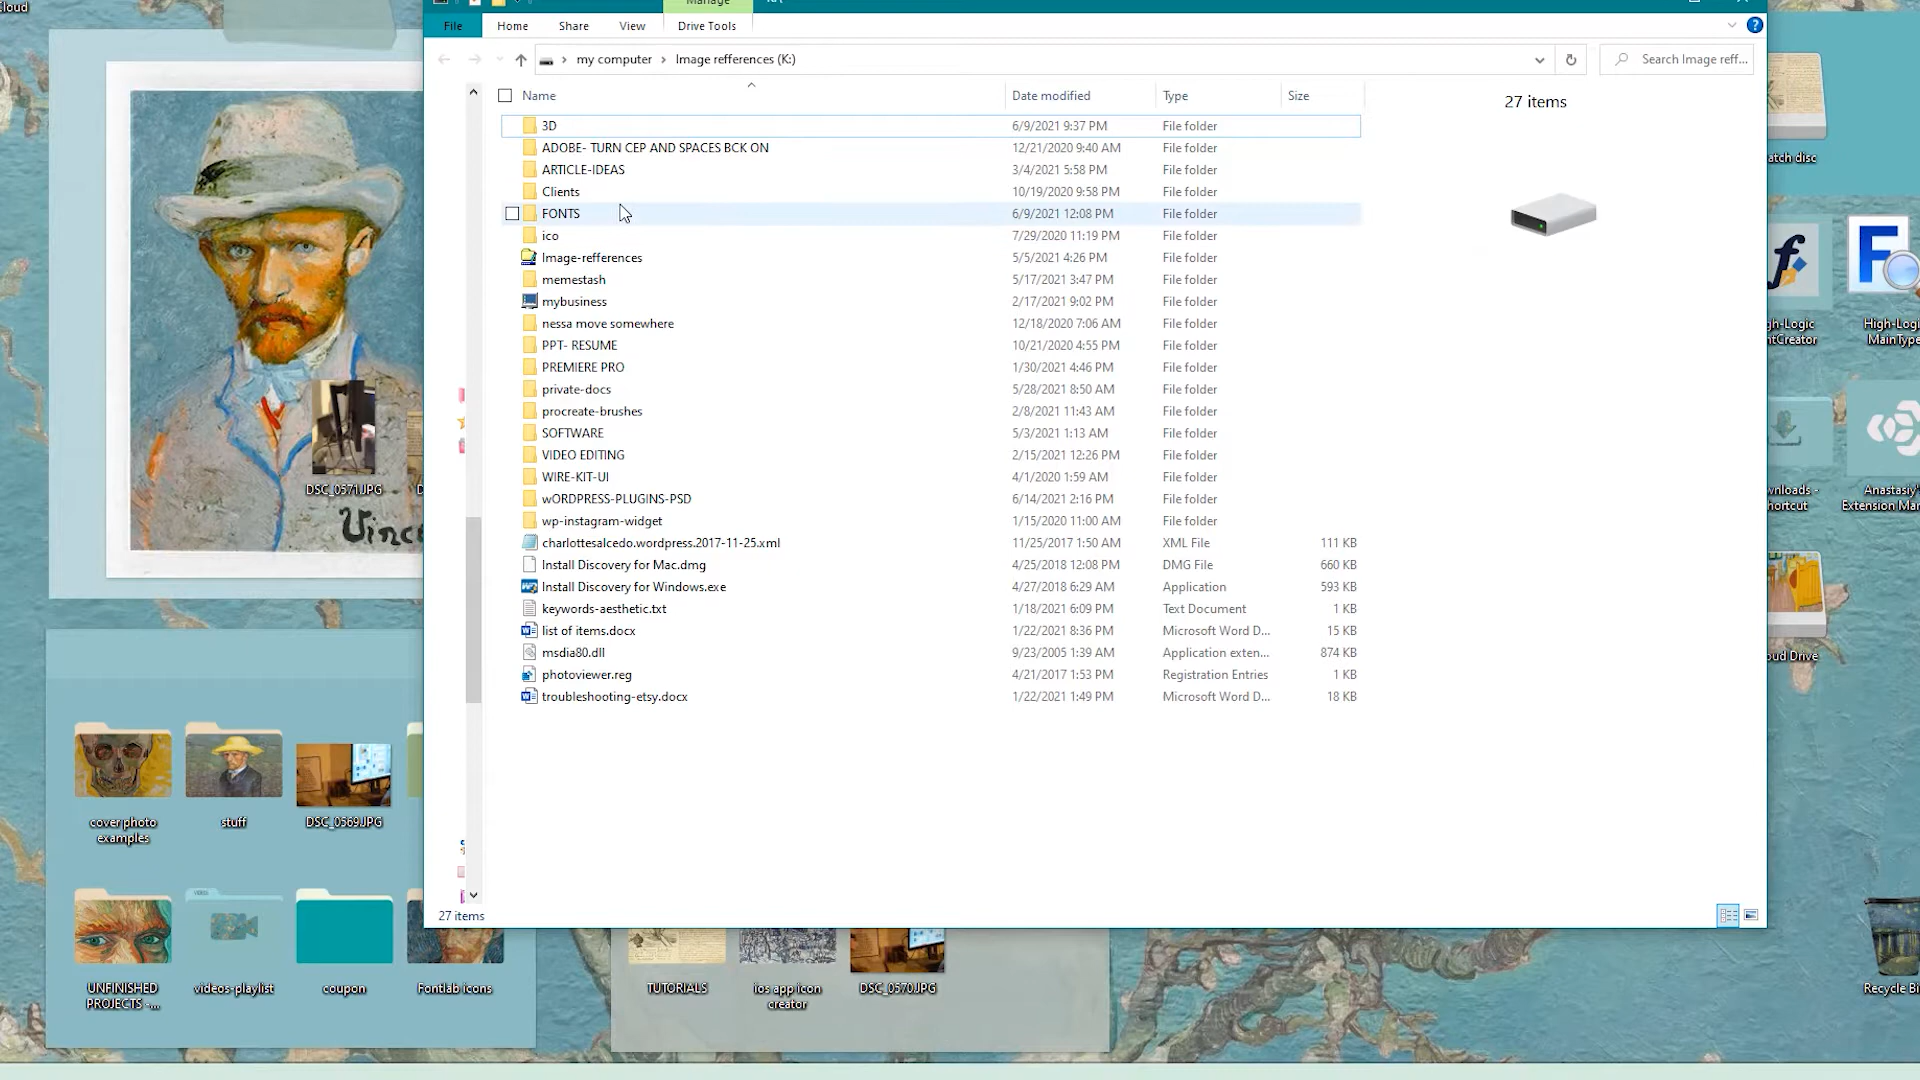 Cloud
Manage
File
Home
Share
View
Drive Tools
my computer
Image refferences (K:)
Search Image reff...
Name
Date modified
Type
Size
27 items
3D 6/9/2021 9:37 PM File folder
ADOBE- TURN CEP AND SPACES BCK ON 12/21/2020 9:40 AM File folder
ARTICLE-IDEAS 3/4/2021 5:58 PM File folder
Clients 10/19/2020 9:58 PM File folder
FONTS 6/9/2021 12:08 PM File folder
ico 7/29/2020 11:19 PM File folder
Image-refferences 5/5/2021 4:26 PM File folder
memestash 5/17/2021 3:47 PM File folder
mybusiness 2/17/2021 9:02 PM File folder
nessa move somewhere 12/18/2020 7:06 AM File folder
PPT- RESUME 10/21/2020 4:55 PM File folder
PREMIERE PRO 1/30/2021 4:46 PM File folder
private-docs 5/28/2021 8:50 AM File folder
procreate-brushes 2/8/2021 11:43 AM File folder
SOFTWARE 5/3/2021 1:13 AM File folder
VIDEO EDITING 2/15/2021 12:26 PM File folder
WIRE-KIT-UI 4/1/2020 1:59 AM File folder
wORDPRESS-PLUGINS-PSD 6/14/2021 2:16 PM File folder
wp-instagram-widget 1/15/2020 11:00 AM File folder
charlottesalcedo.wordpress.2017-11-25.xml 11/25/2017 1:50 AM XML File 111 KB
Install Discovery for Mac.dmg 4/25/2018 12:08 PM DMG File 660 KB
Install Discovery for Windows.exe 4/27/2018 6:29 AM Application 593 KB
keywords-aesthetic.txt 1/18/2021 6:09 PM Text Document 1 KB
list of items.docx 1/22/2021 8:36 PM Microsoft Word D... 15 KB
msdia80.dll 9/23/2005 1:39 AM Application exten... 874 KB
photoviewer.reg 4/21/2017 1:53 PM Registration Entries 1 KB
troubleshooting-etsy.docx 1/22/2021 1:49 PM Microsoft Word D... 18 KB
27 items
DSC_0571.JPG
Vinc
cover photo
examples
stuff
DSC_0569.JPG
UNFINISHED
PROJECTS -...
VIDEOS
videos-playlist
coupon
Fontlab icons
TUTORIALS
ios app icon
creator
DSC_0570.JPG
atch disc
f
F
gh-Logic
ntCreator
High-Logic
MainType
wnloads -
hortcut
Anastasiy'
Extension Man
oud Drive
Recycle Bi